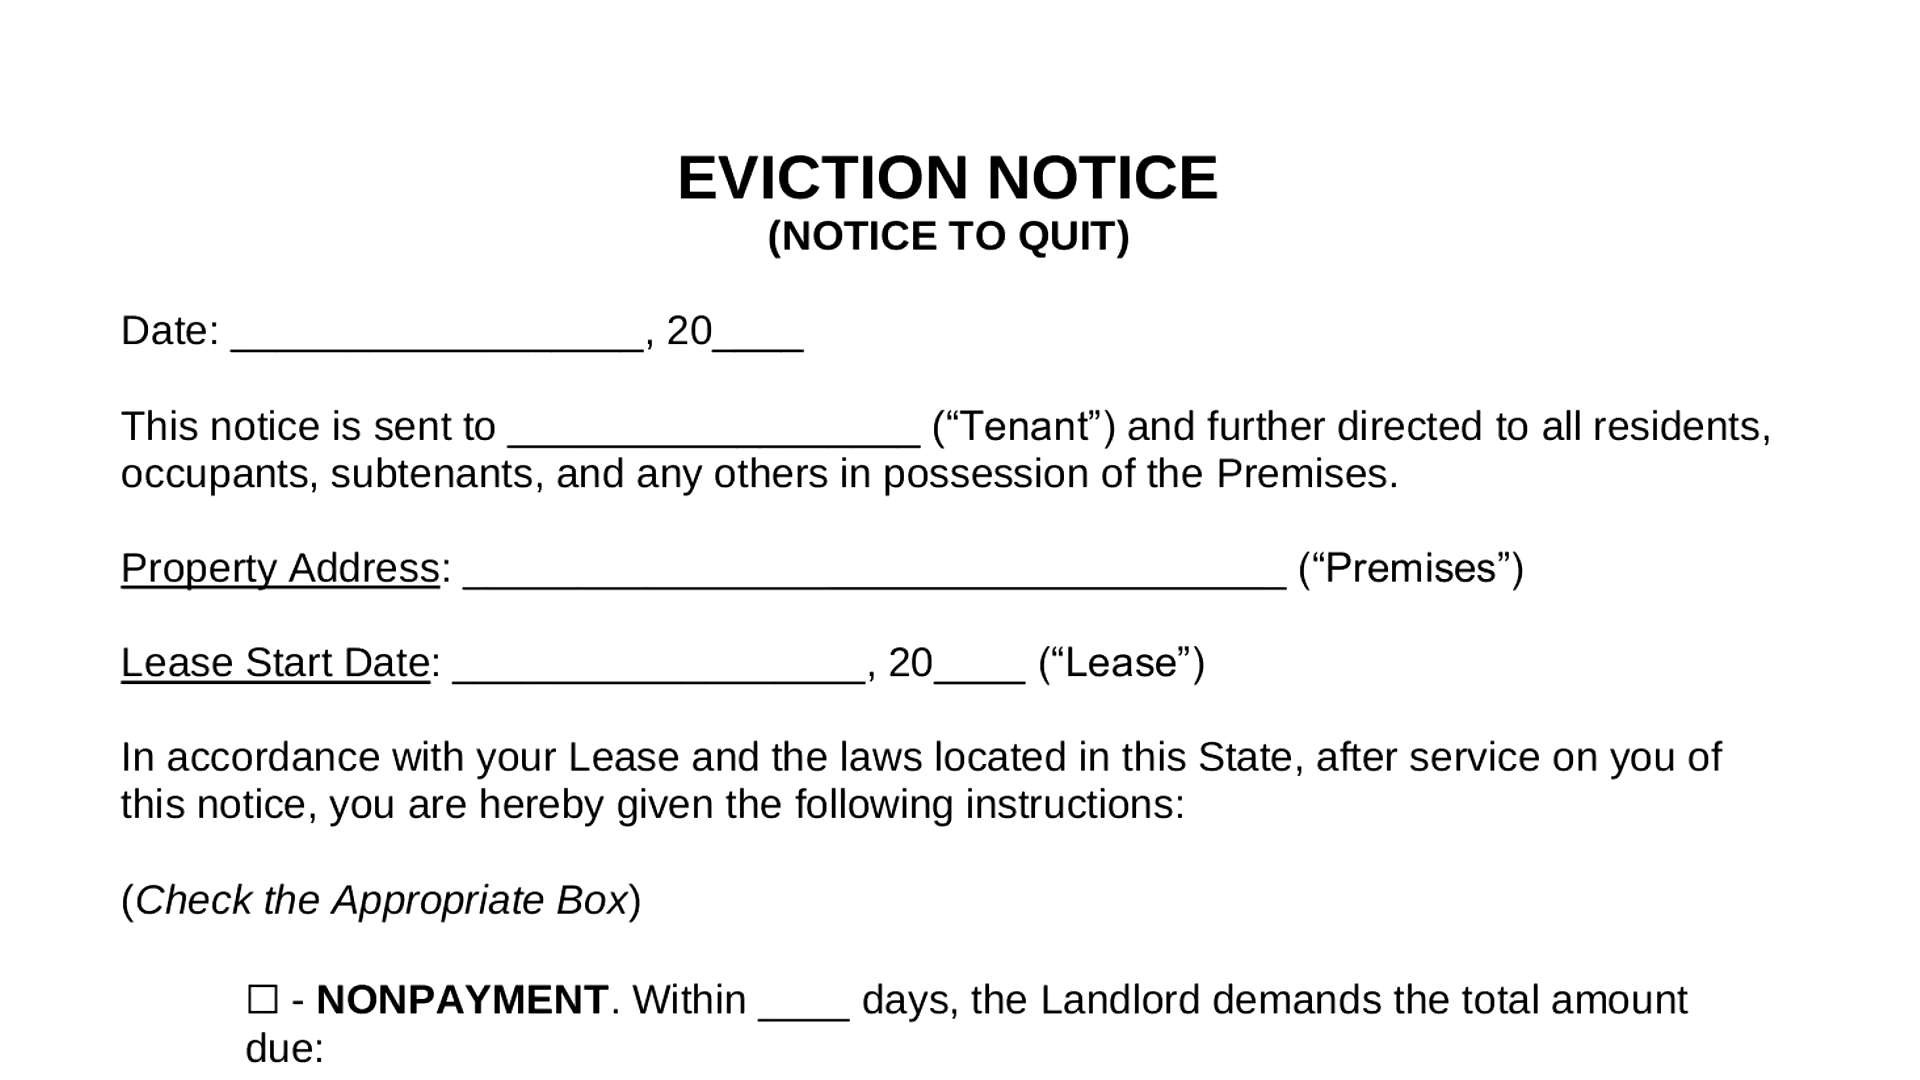 EVICTION NOTICE
(NOTICE TO QUIT)
Date: __________________, 20____
This notice is sent to __________________ (“Tenant”) and further directed to all residents,
occupants, subtenants, and any others in possession of the Premises.
Property Address: ____________________________________ (“Premises”)
Lease Start Date: __________________, 20____ (“Lease”)
In accordance with your Lease and the laws located in this State, after service on you of
this notice, you are hereby given the following instructions:
(Check the Appropriate Box)
☐ - NONPAYMENT. Within ____ days, the Landlord demands the total amount
due: